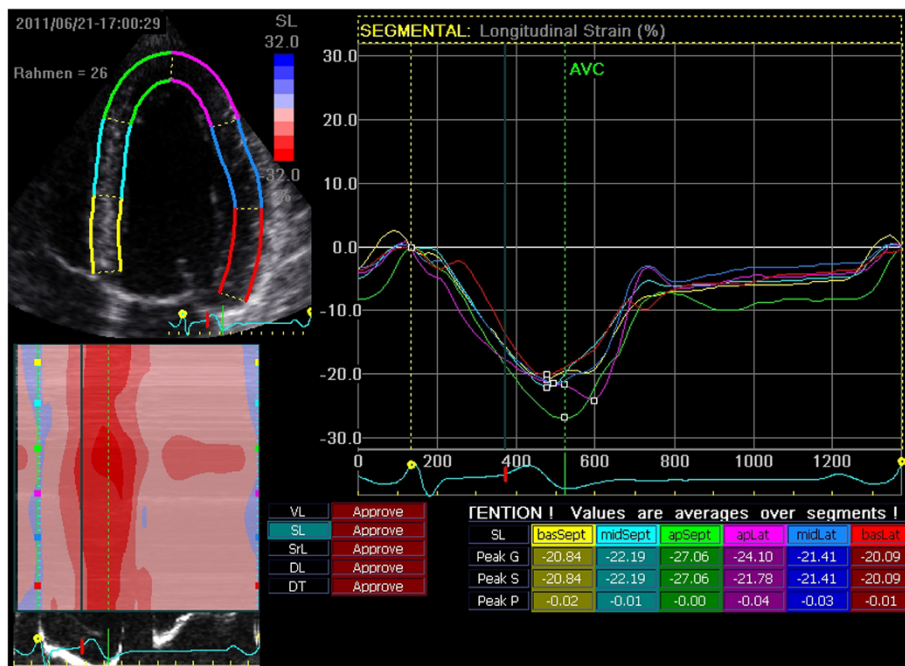 2011/06/21-17:00:29
SL
32.0
Rahmen = 26
-32.0
%
SEGMENTAL: Longitudinal Strain (%)
AVC
30.0
20.0
10.0
0.0
-10.0
-20.0
-30.0
0 200 400 600 800 1000 1200
VL Approve
SL Approve
SrL Approve
DL Approve
DT Approve
TENTION ! Values are averages over segments !
SL basSept midSept apSept apLat midLat basLat
Peak G -20.84 -22.19 -27.06 -24.10 -21.41 -20.09
Peak S -20.84 -22.19 -27.06 -21.78 -21.41 -20.09
Peak P -0.02 -0.01 -0.00 -0.04 -0.03 -0.01